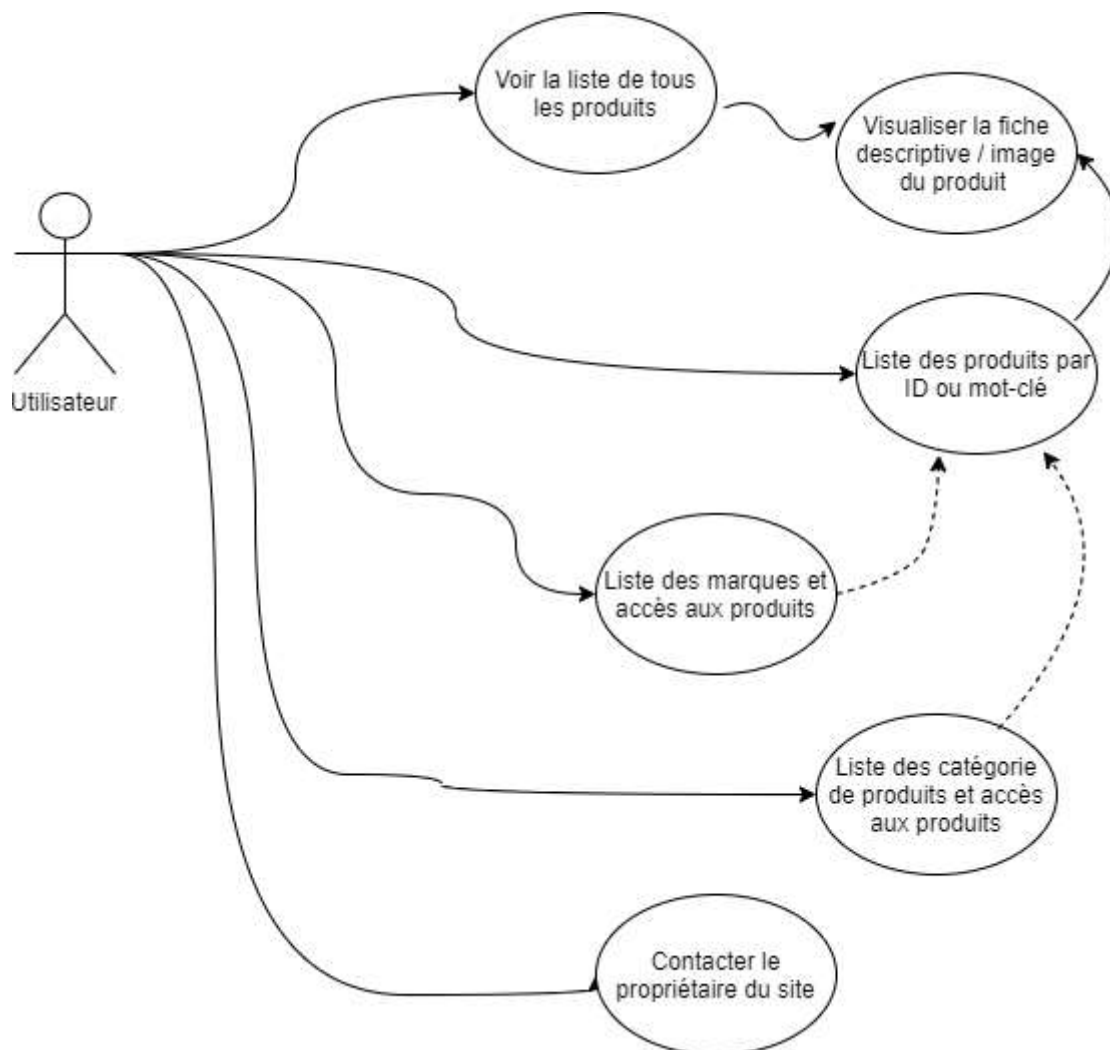 Voir la liste de tous
les produits
Visualiser la fiche
descriptive / image
du produit
Utilisateur
Liste des produits par
ID ou mot-clé
Liste des marques et
accès aux produits
Liste des catégorie
de produits et accès
aux produits
Contacter le
propriétaire du site